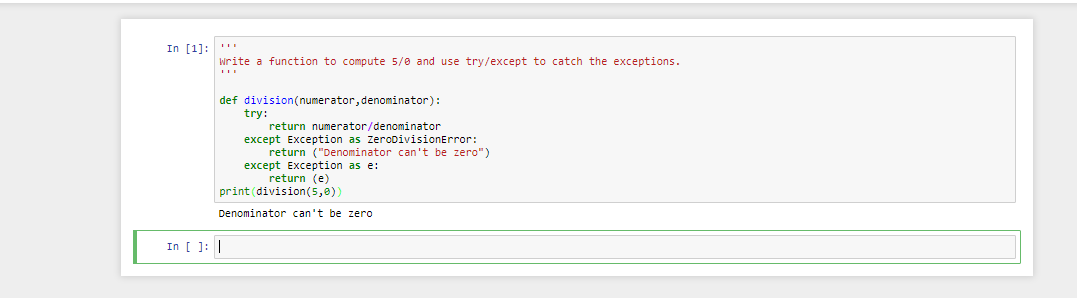 In [1]: '''
Write a function to compute 5/0 and use try/except to catch the exceptions.
'''
def division(numerator,denominator):
    try:
        return numerator/denominator
    except Exception as ZeroDivisionError:
        return ("Denominator can't be zero")
    except Exception as e:
        return (e)
print(division(5,0))
Denominator can't be zero
In [ ]: